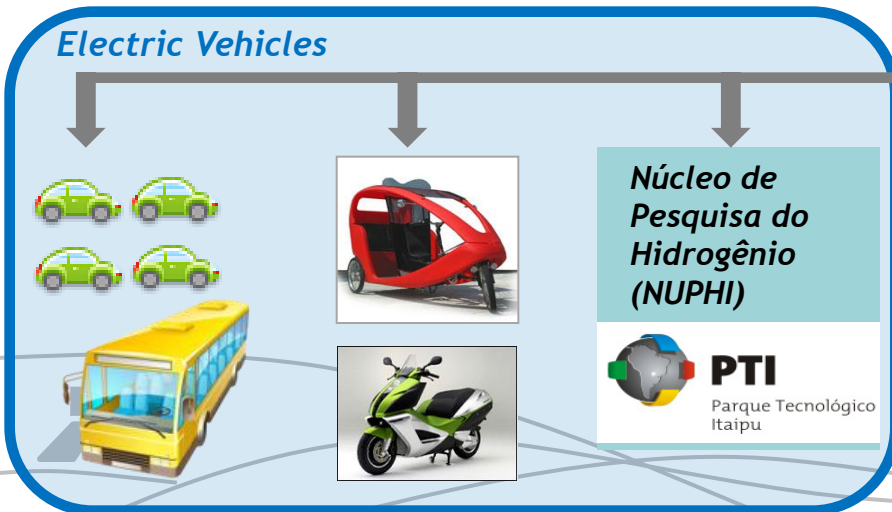 Electric Vehicles
Núcleo de
Pesquisa do
Hidrogênio
(NUPHI)
PTI
Parque Tecnológico
Itaipu